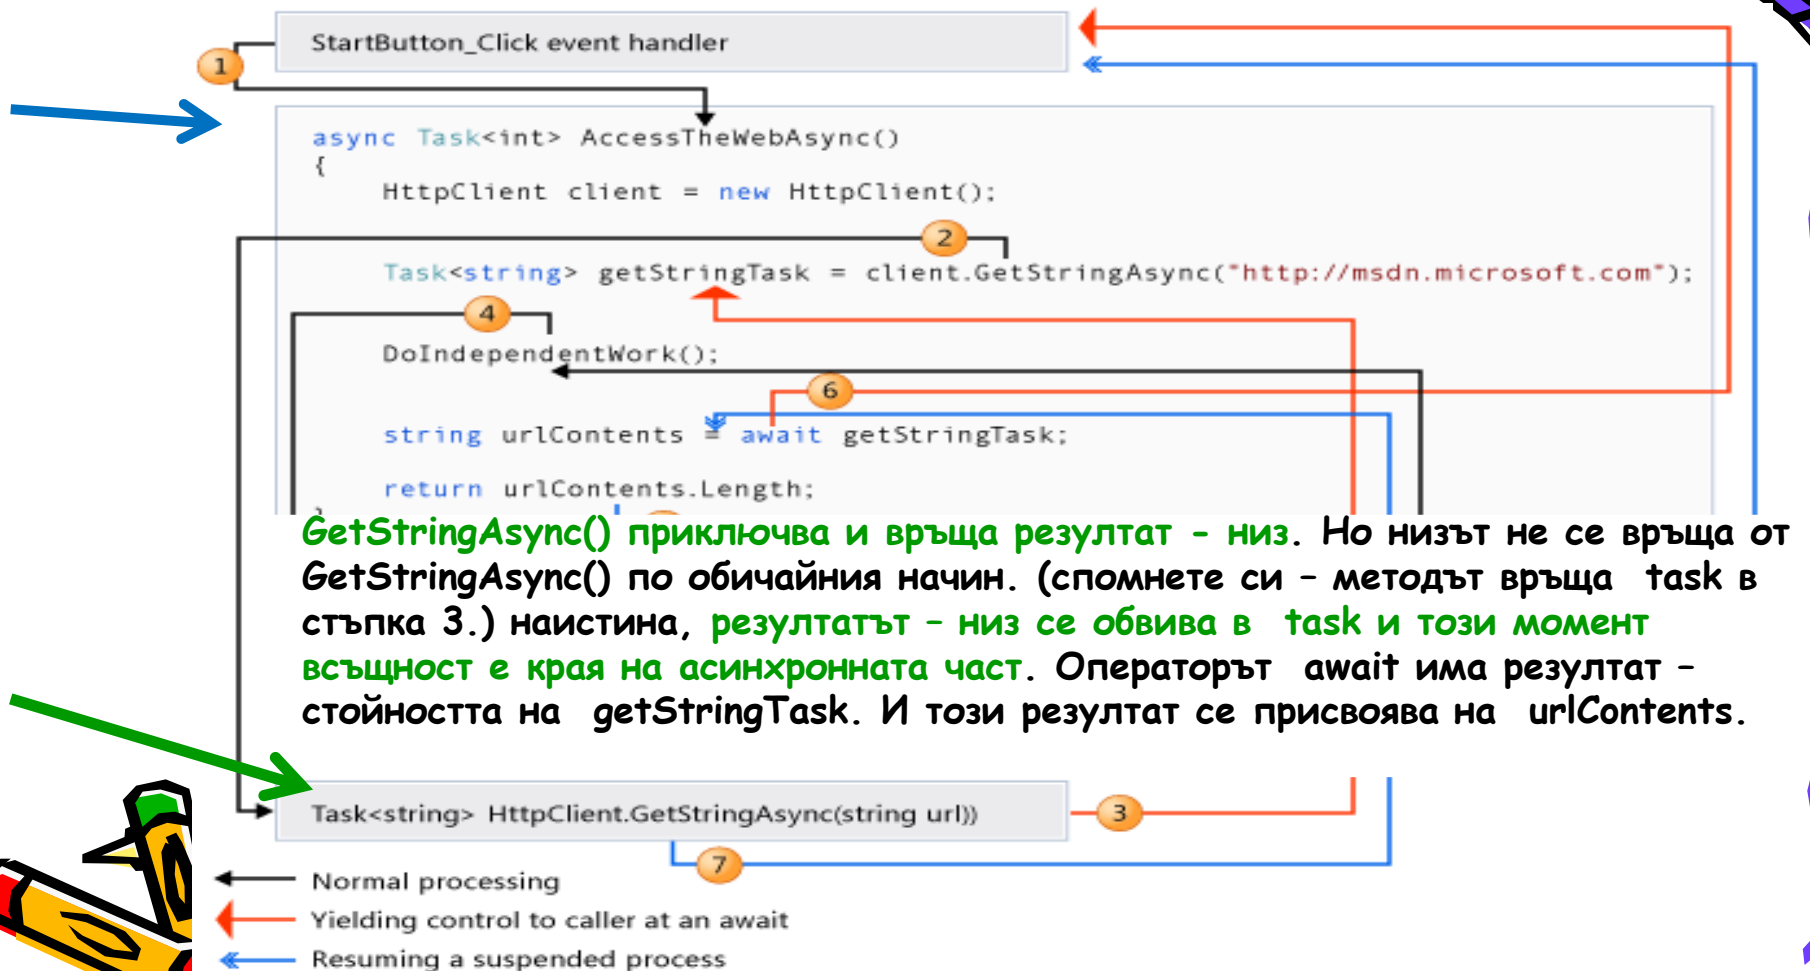 StartButton_Click event handler
1
async Task<int> AccessTheWebAsync()
{
HttpClient client = new HttpClient();
2
Task<string> getStringTask = client.GetStringAsync("http://msdn.microsoft.com");
4
DoIndependentWork();
6
string urlContents = await getStringTask;
return urlContents.Length;
GetStringAsync() приключва и връща резултат - низ. Но низът не се връща от
GetStringAsync() по обичайния начин. (спомнете си – методът връща task в
стъпка 3.) наистина, резултатът – низ се обвива в task и този момент
всъщност е края на асинхронната част. Операторът await има резултат –
стойността на getStringTask. И този резултат се присвоява на urlContents.
Task<string> HttpClient.GetStringAsync(string url))
3
7
Normal processing
Yielding control to caller at an await
Resuming a suspended process